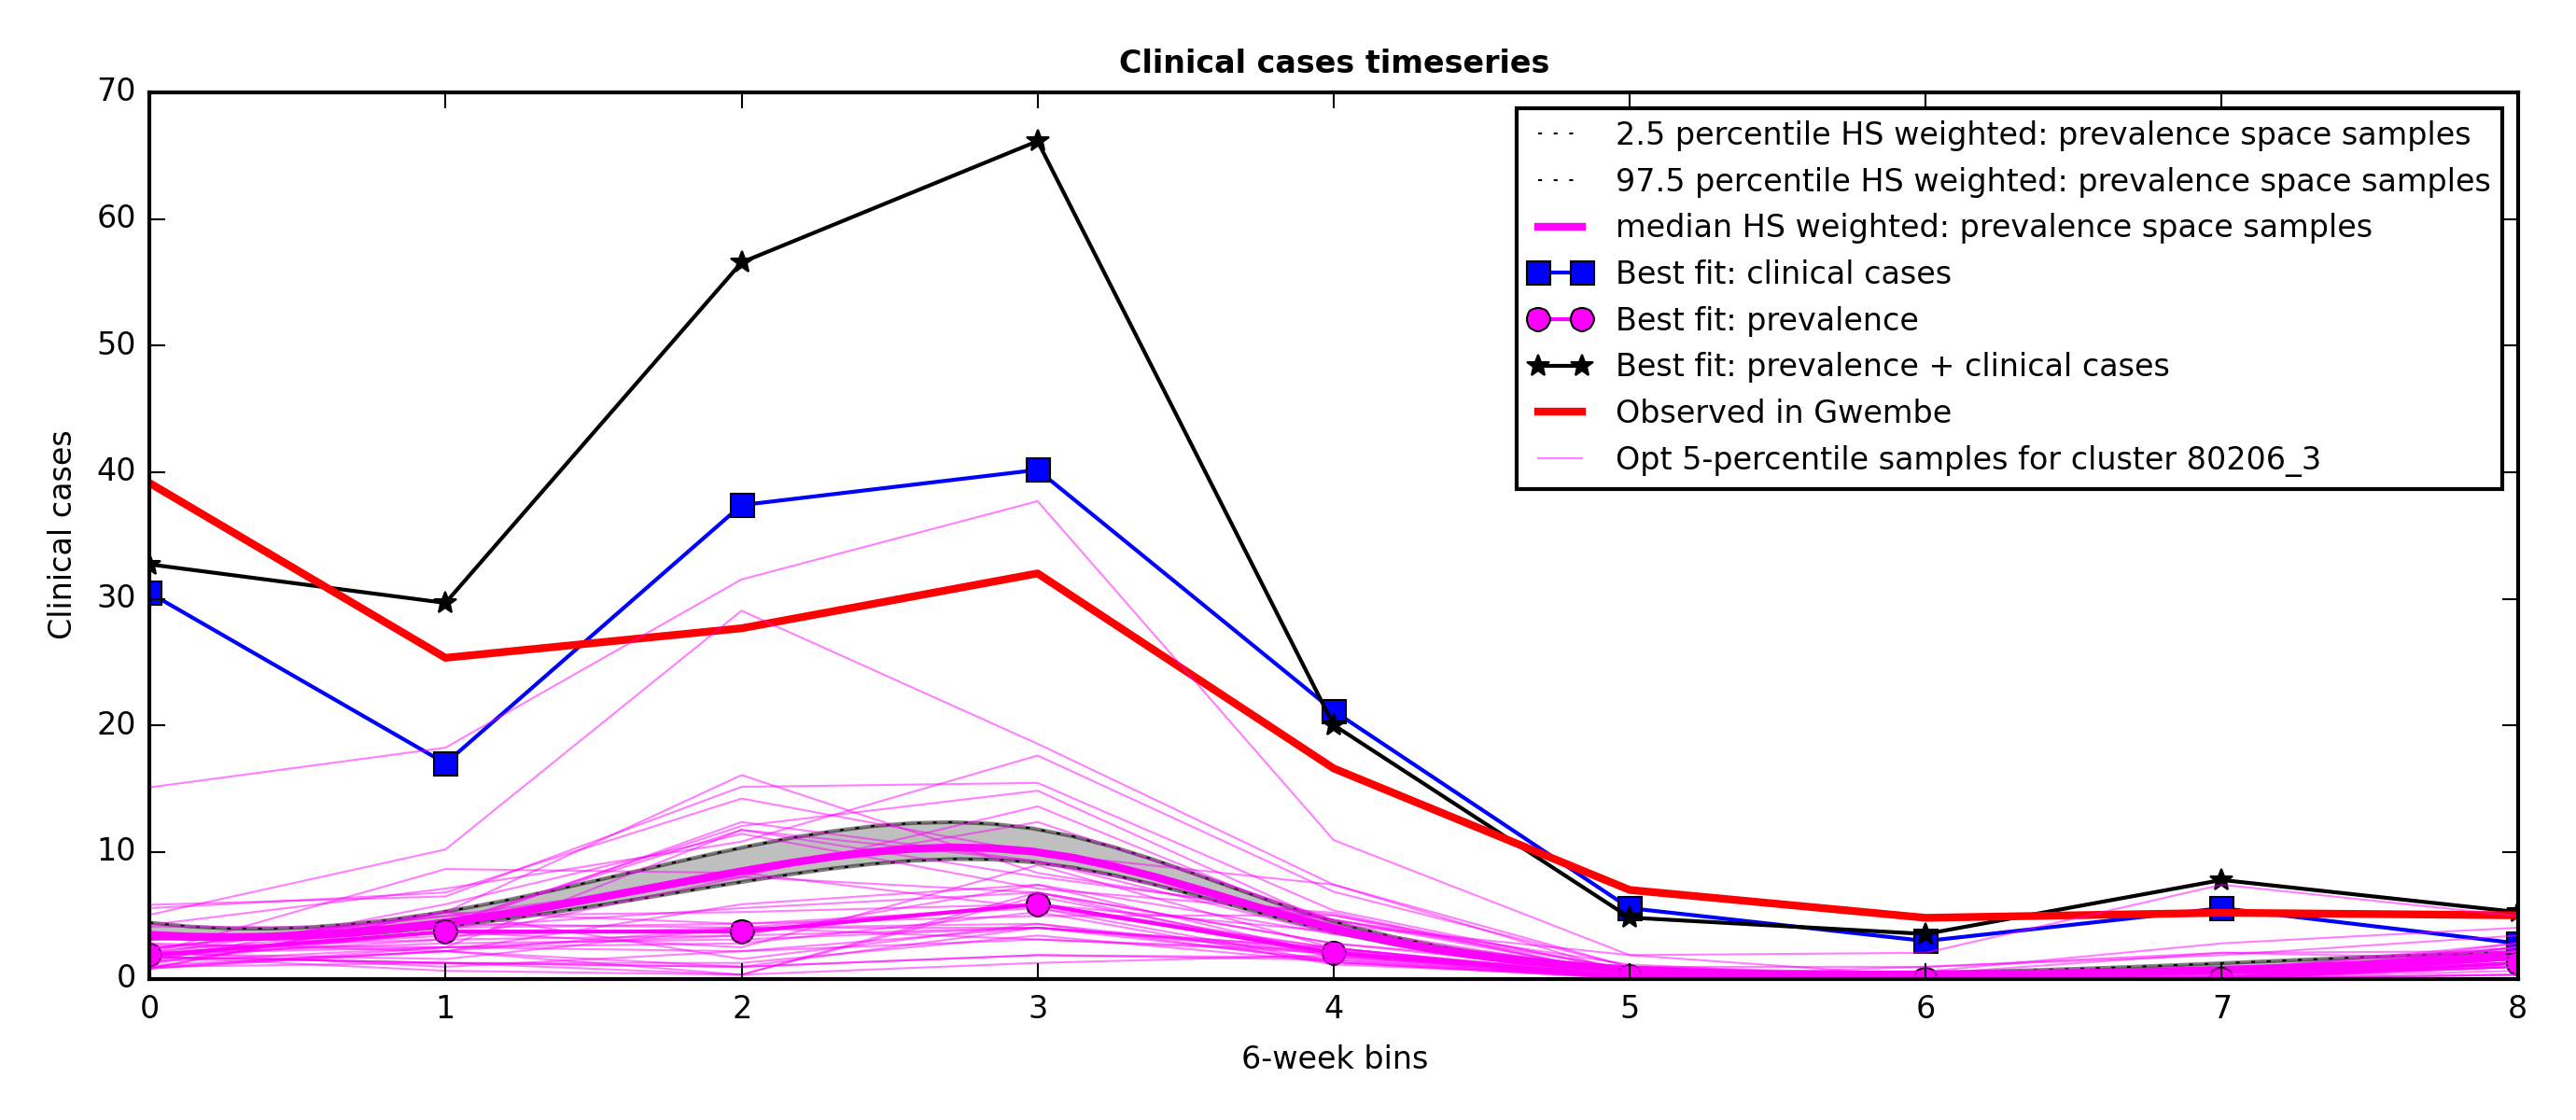 Clinical cases timeseries
70
60
50
40
30
20
10
0
Clinical cases
2.5 percentile HS weighted: prevalence space samples
97.5 percentile HS weighted: prevalence space samples
median HS weighted: prevalence space samples
Best fit: clinical cases
Best fit: prevalence
Best fit: prevalence + clinical cases
Observed in Gwembe
Opt 5-percentile samples for cluster 80206_3
0 1 2 3 4 5 6 7 8
6-week bins